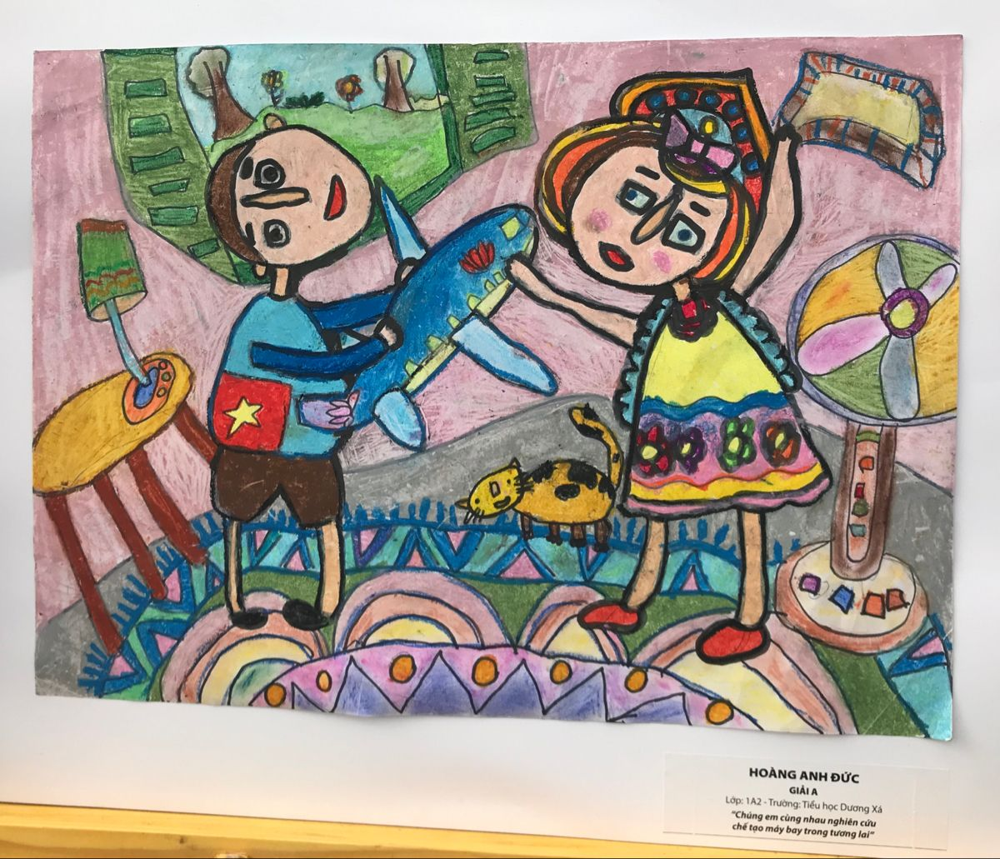 HOÀNG ANH ĐỨC
GIẢI A
Lớp: 1A2 - Trường: Tiểu học Dương Xá
"Chúng em cùng nhau nghiên cứu
chế tạo máy bay trong tương lai"